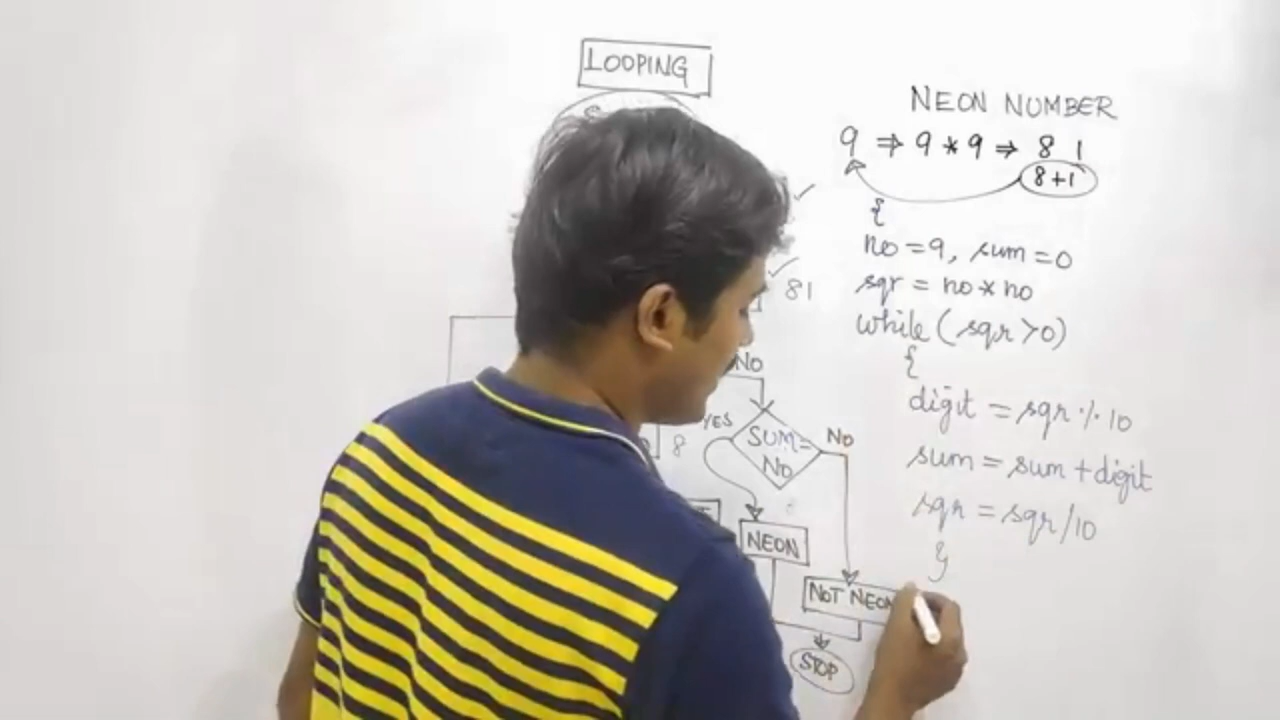 LOOPING
NEON NUMBER
9 ⇒ 9 * 9 ⇒ 8 1
8+1
{
no = 9, sum = 0
sqr = no * no
while (sqr > 0)
{
digit = sqr % 10
sum = sum + digit
sqr = sqr / 10
}
81
NO
YES
SUM=
NO
NO
8
NEON
NOT NEON
STOP